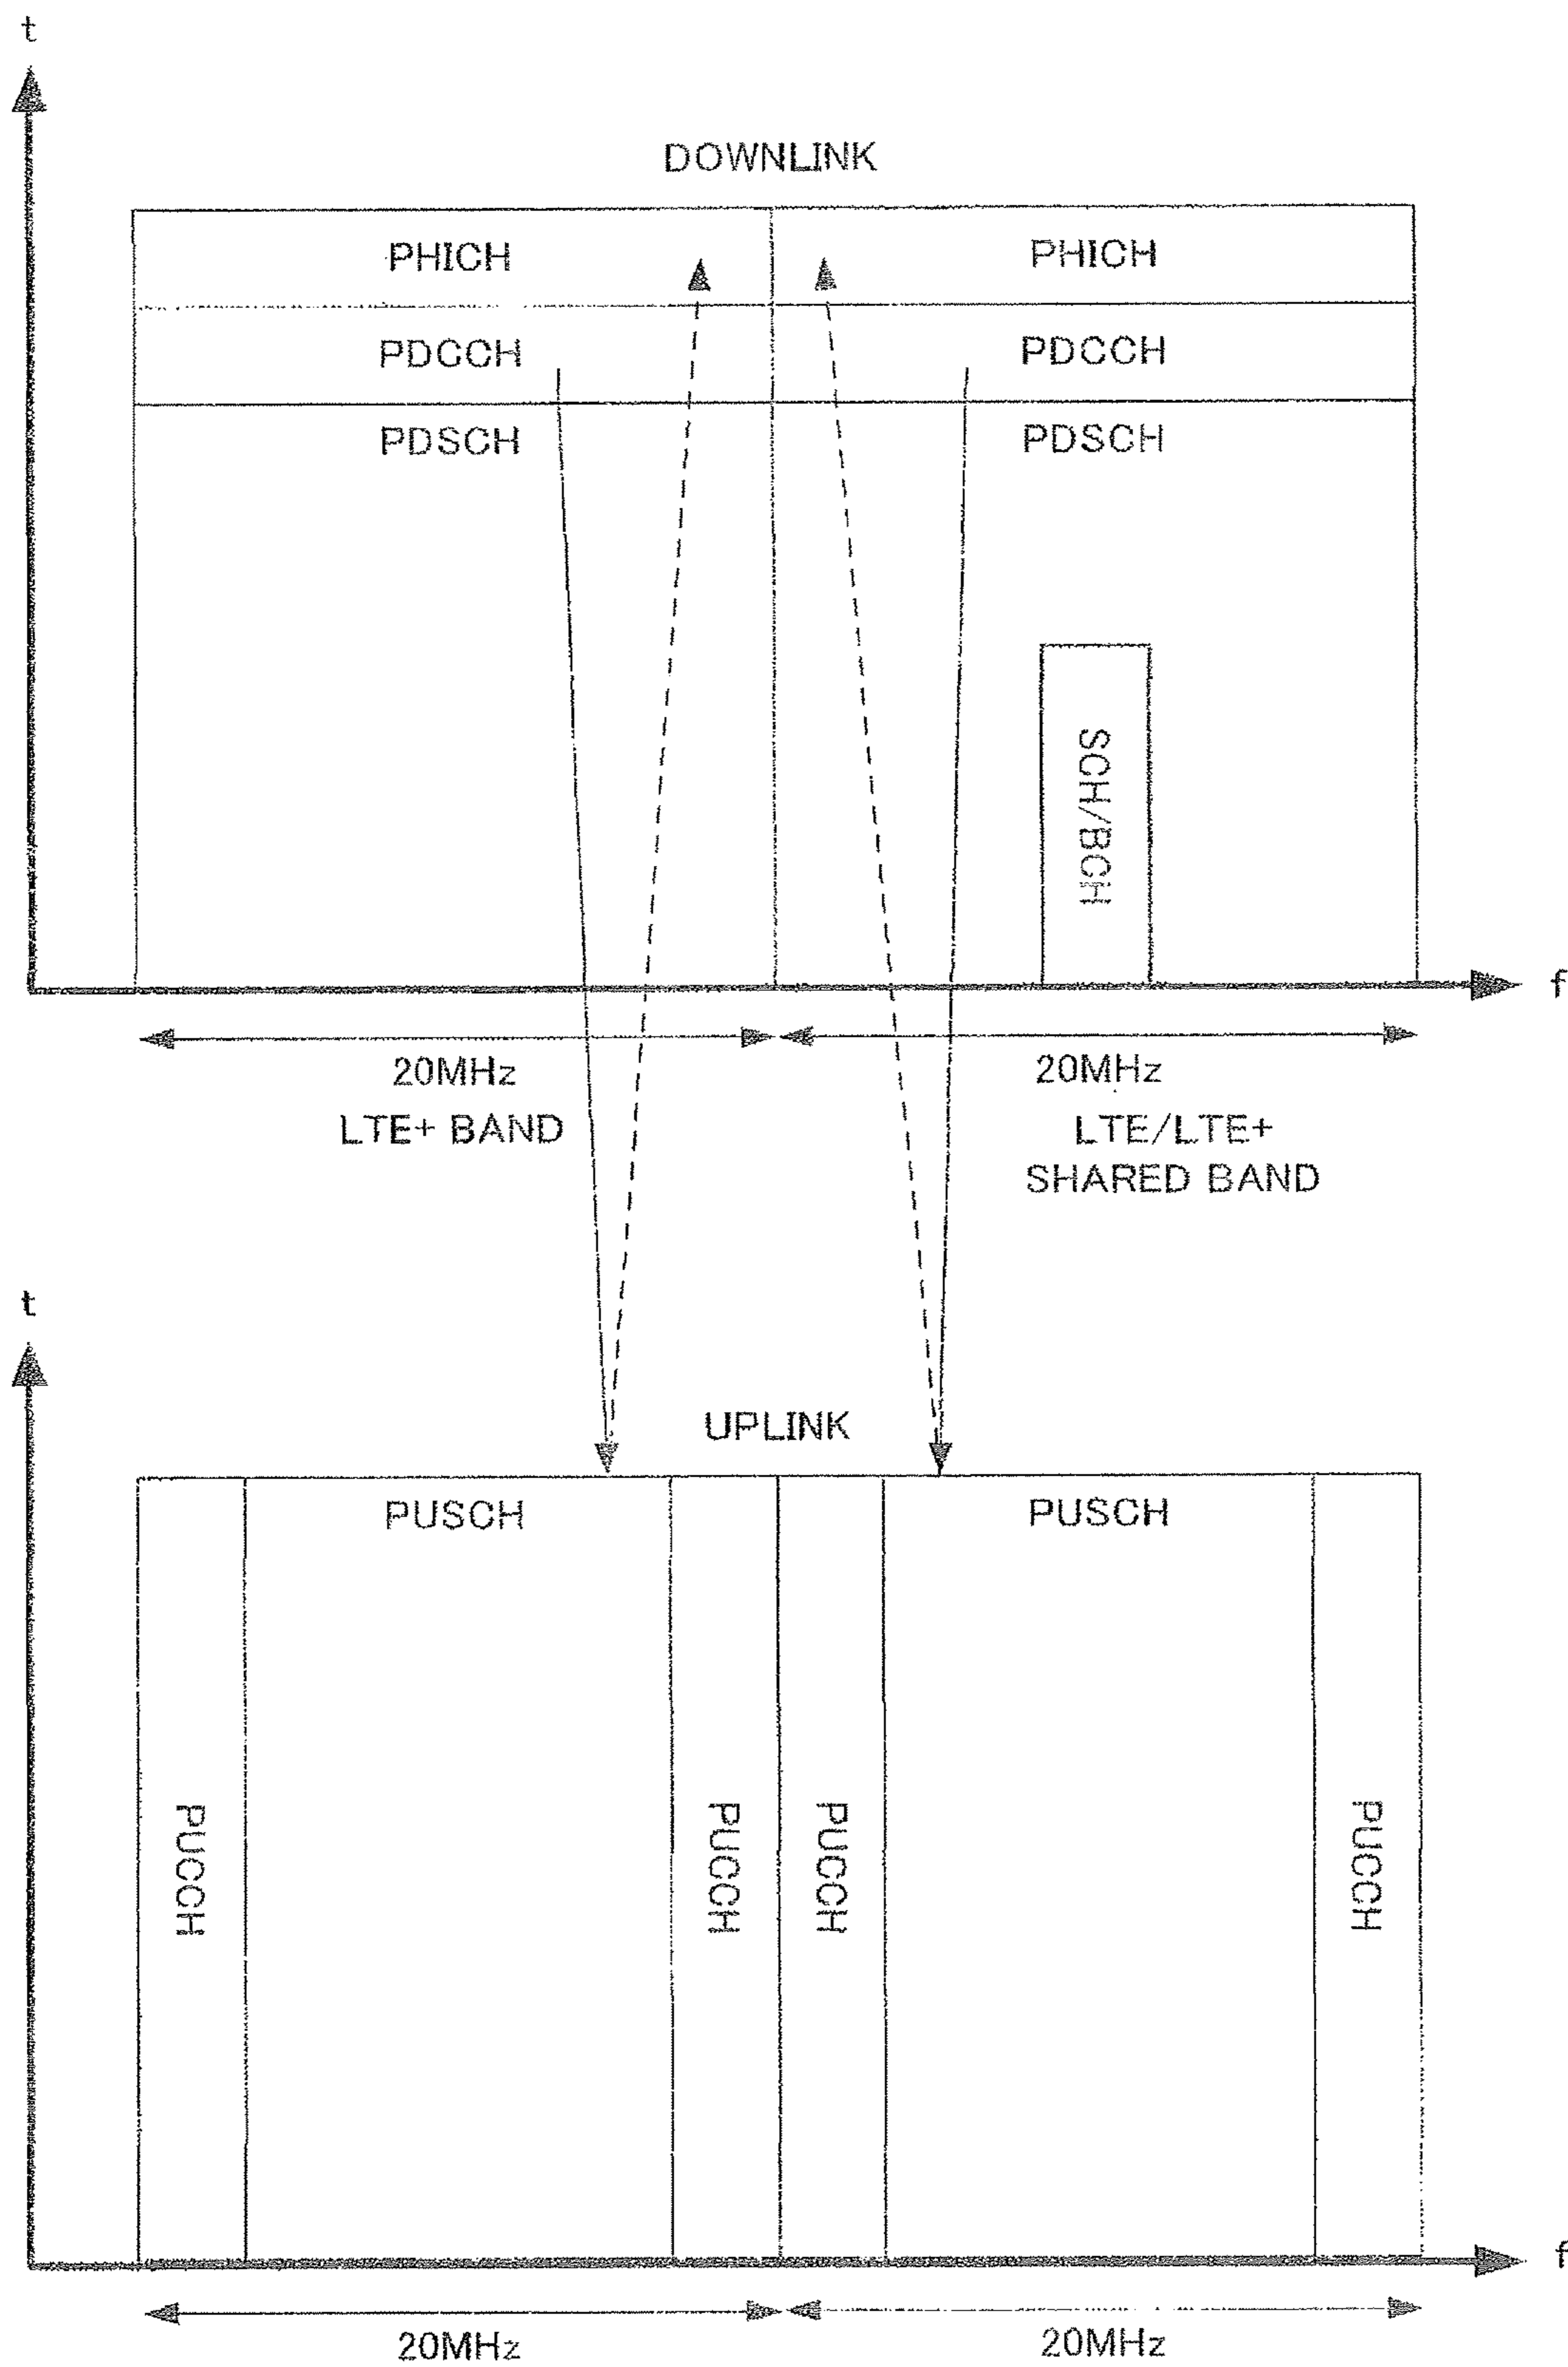 t
DOWNLINK
PHICH
PHICH
PDCCH
PDCCH
PDSCH
PDSCH
SCH/BCH
f
20MHz
20MHz
LTE+ BAND
LTE/LTE+
SHARED BAND
t
UPLINK
PUSCH
PUSCH
PUCCH
PUCCH
PUCCH
PUCCH
f
20MHz
20MHz